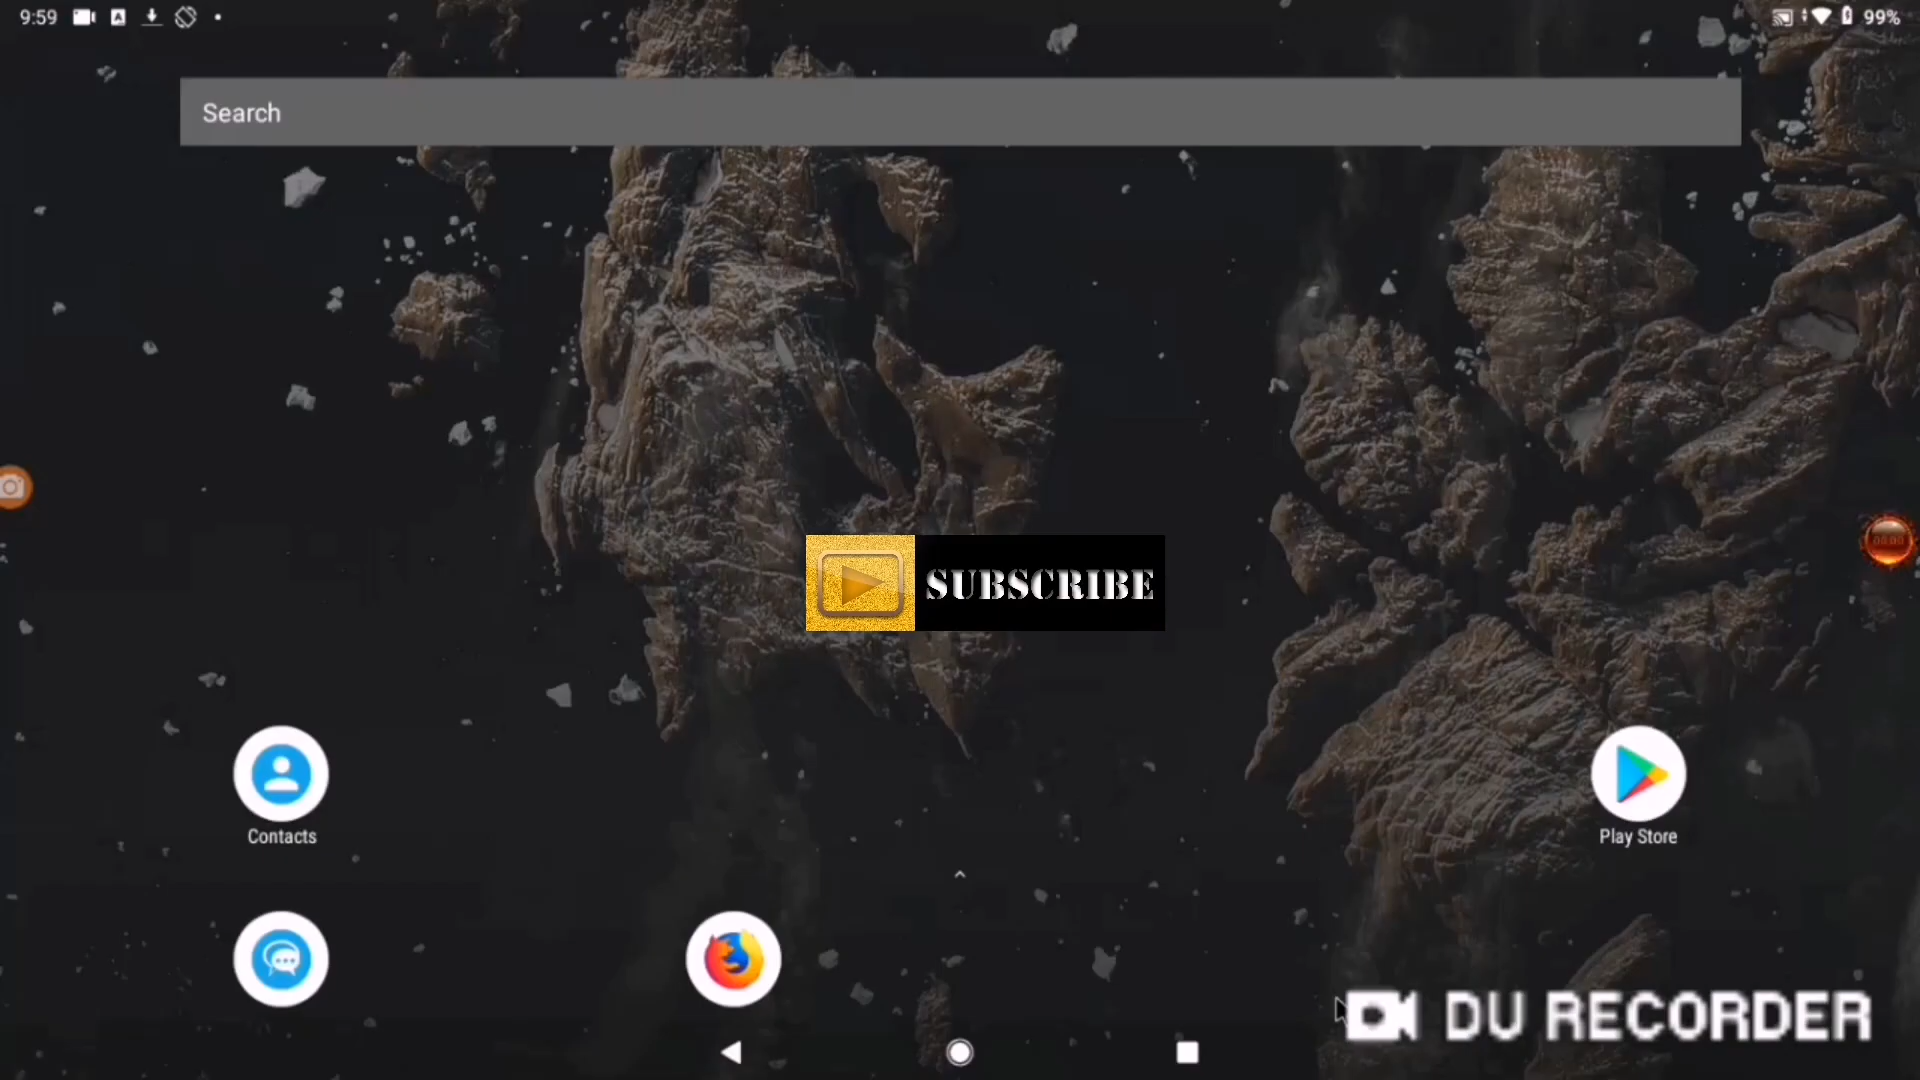 9:59
99%
Search
SUBSCRIBE
Contacts
Play Store
DU RECORDER